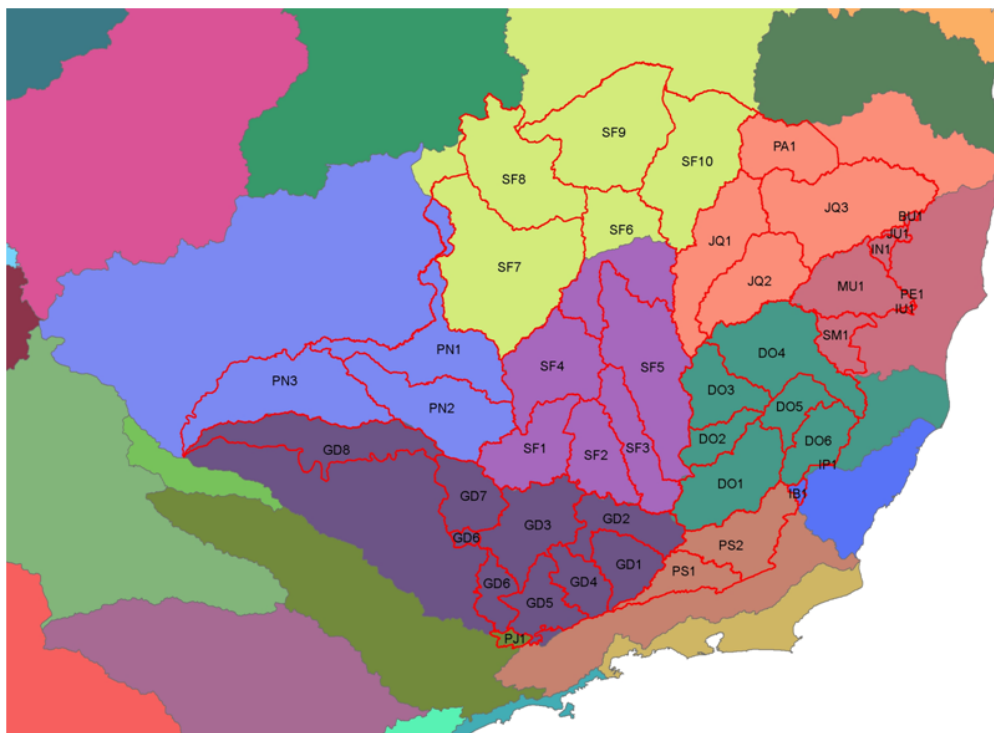 SF9
PA1
SF10
SF8
JQ3
BU1
SF6
JU1
JQ1
IN1
SF7
JQ2
MU1
PE1
IU1
SM1
PN1
DO4
SF4
SF5
PN3
DO3
PN2
DO5
DO2
DO6
SF1
SF3
GD8
SF2
IP1
DO1
IB1
GD7
GD2
GD3
GD6
PS2
GD1
PS1
GD6
GD4
GD5
PJ1